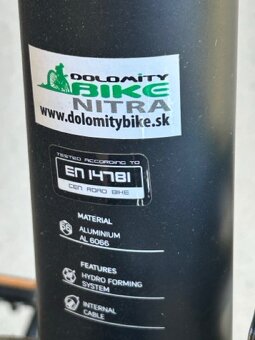 DOLOMITY
BIKE
NITRA
www.dolomitybike.sk
TESTED ACCORDING TO
EN 14781
CEN ROAD BIKE
MATERIAL
66
ALUMINIUM
AL 6066
FEATURES
HYDRO FORMING
SYSTEM
INTERNAL
CABLE